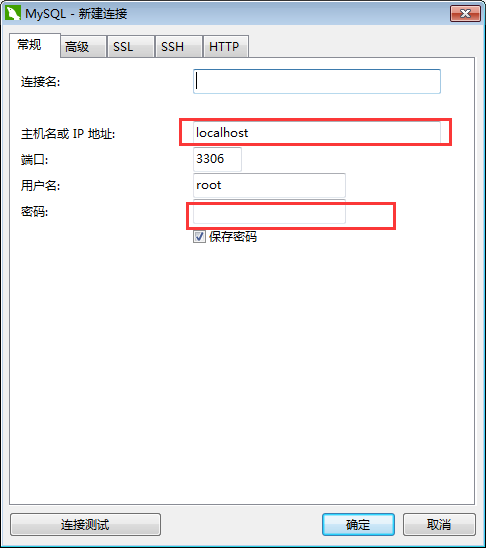 MySQL - 新建连接
常规 高级 SSL SSH HTTP
连接名:
主机名或 IP 地址: localhost
端口: 3306
用户名: root
密码:
保存密码
连接测试 确定 取消